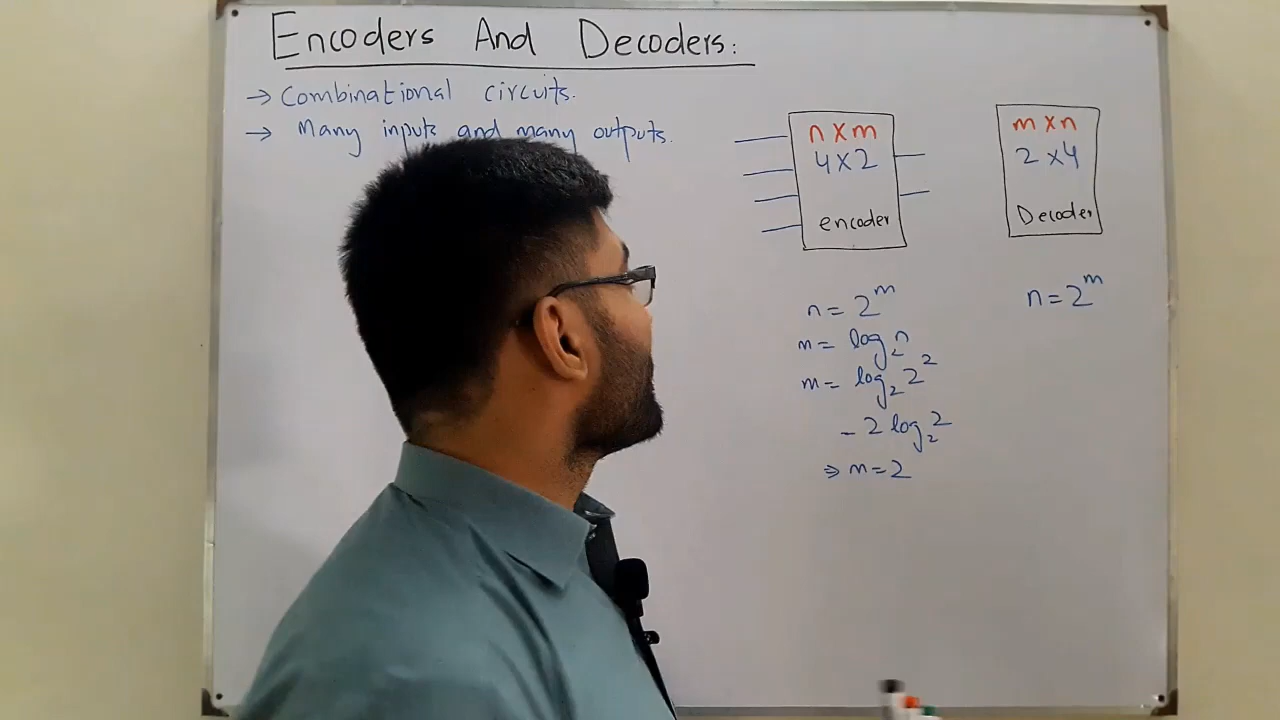 Encoders And Decoders:
→ Combinational circuits.
→ Many inputs and many outputs.
n x m
4 x 2
encoder
m x n
2 x 4
Decoder
n = 2^m
m = log₂ n
m = log₂ 2²
- 2 log₂ 2
⇒ m = 2
n = 2^m